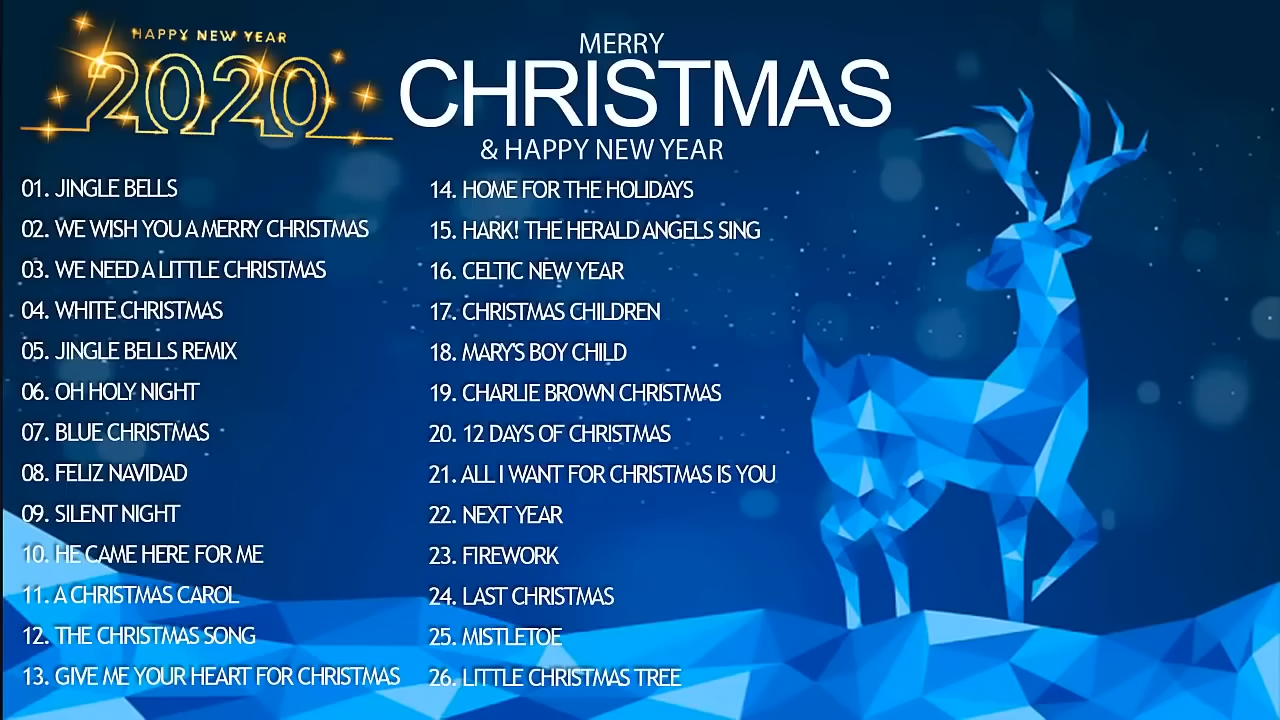 HAPPY NEW YEAR
2020
MERRY
CHRISTMAS
& HAPPY NEW YEAR
01. JINGLE BELLS
02. WE WISH YOU A MERRY CHRISTMAS
03. WE NEED A LITTLE CHRISTMAS
04. WHITE CHRISTMAS
05. JINGLE BELLS REMIX
06. OH HOLY NIGHT
07. BLUE CHRISTMAS
08. FELIZ NAVIDAD
09. SILENT NIGHT
10. HE CAME HERE FOR ME
11. A CHRISTMAS CAROL
12. THE CHRISTMAS SONG
13. GIVE ME YOUR HEART FOR CHRISTMAS
14. HOME FOR THE HOLIDAYS
15. HARK! THE HERALD ANGELS SING
16. CELTIC NEW YEAR
17. CHRISTMAS CHILDREN
18. MARY'S BOY CHILD
19. CHARLIE BROWN CHRISTMAS
20. 12 DAYS OF CHRISTMAS
21. ALL I WANT FOR CHRISTMAS IS YOU
22. NEXT YEAR
23. FIREWORK
24. LAST CHRISTMAS
25. MISTLETOE
26. LITTLE CHRISTMAS TREE